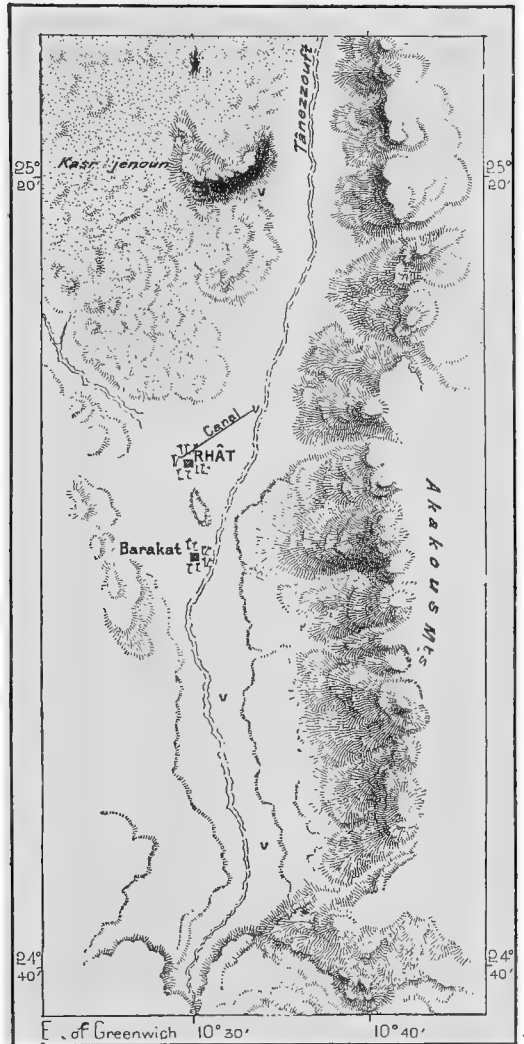 Tânezzouft
Kasr jenoun
25°
20'
25°
20'
Canal
RHÂT
Barakat
Akakous Mts
v
v
v
24°
40'
24°
40'
E. of Greenwich 10°30' 10°40'